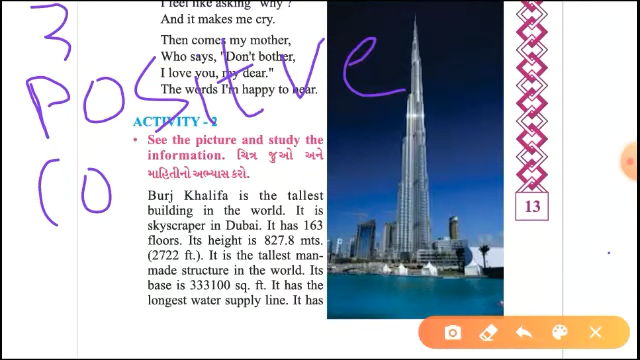 I feel like asking "why ?
And it makes me cry.
Then comes my mother,
Who says, "Don't bother,
I love you, my dear."
The words I'm happy to hear.
3
Positve
(0
ACTIVITY - 2
• See the picture and study the
information. ચિત્ર જુઓ અને
માહિતીનો અભ્યાસ કરો.
Burj Khalifa is the tallest
building in the world. It is
skyscraper in Dubai. It has 163
floors. Its height is 827.8 mts.
(2722 ft.). It is the tallest man-
made structure in the world. Its
base is 333100 sq. ft. It has the
longest water supply line. It has
13